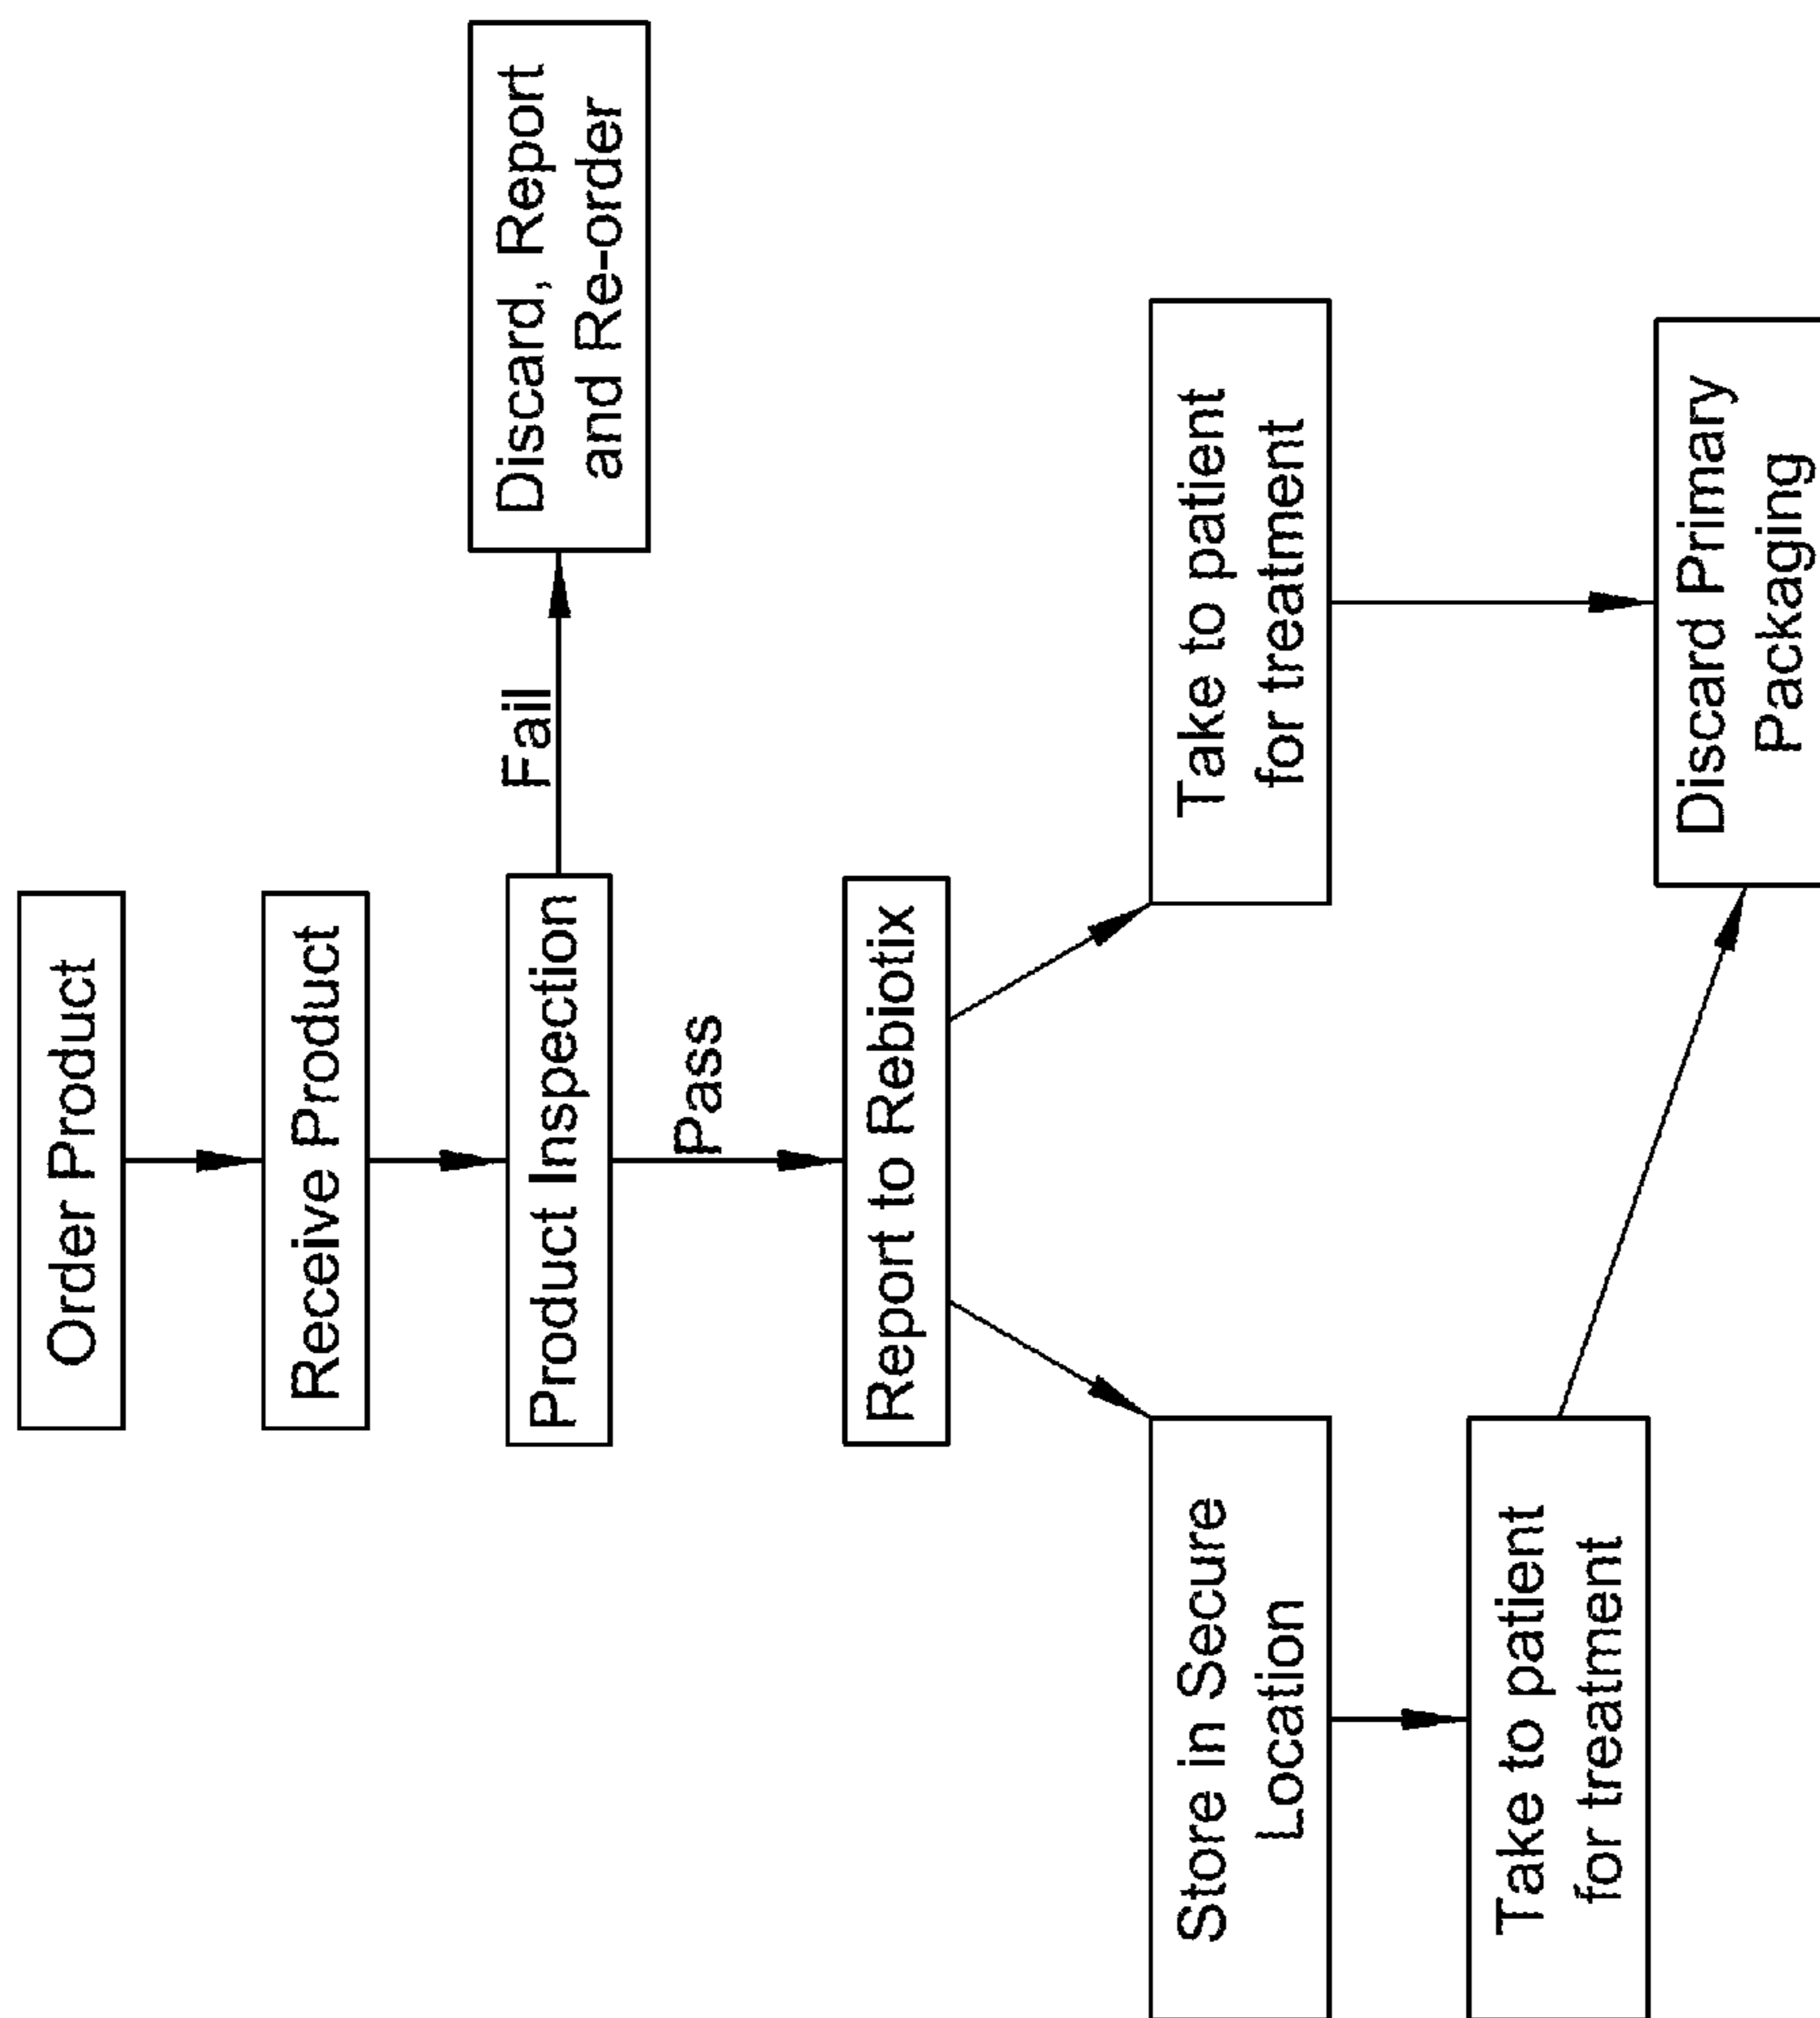 Order Product
Receive Product
Product Inspection
Fail
Discard, Report
and Re-order
Pass
Report to Rebiotix
Store in Secure
Location
Take to patient
for treatment
Take to patient
for treatment
Discard Primary
Packaging